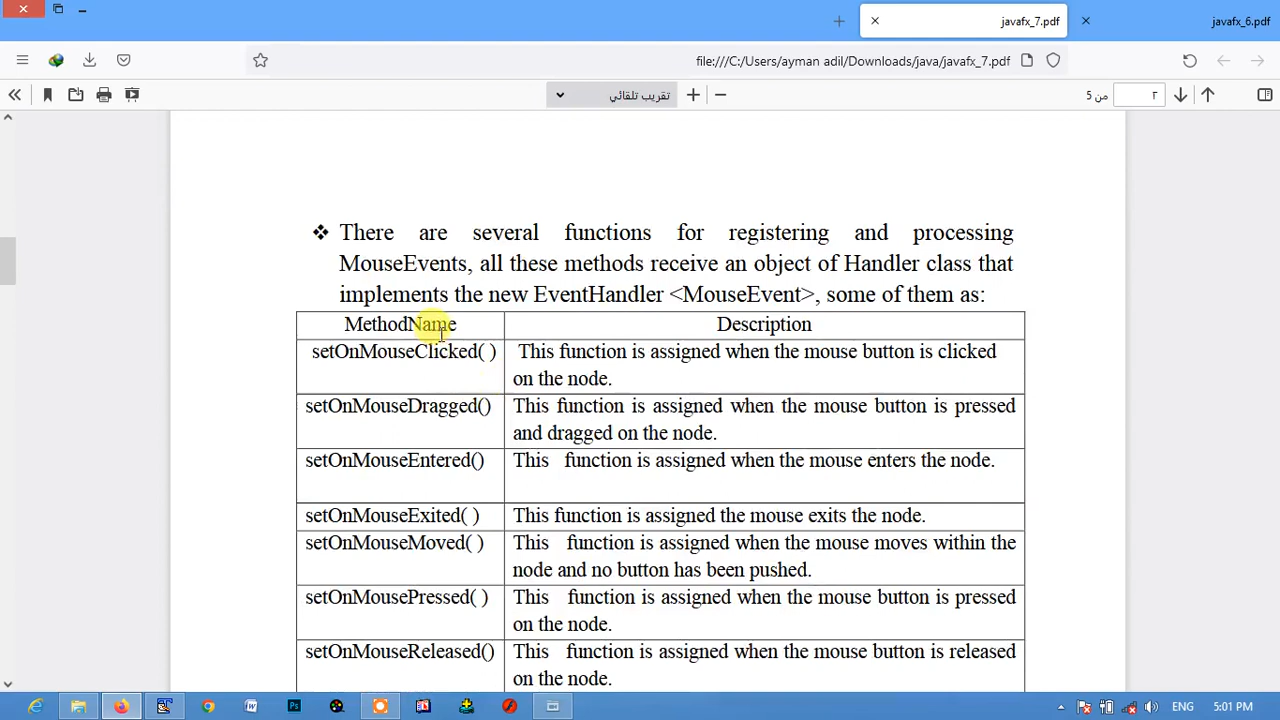 javafx_7.pdf
javafx_6.pdf
file:///C:/Users/ayman adil/Downloads/java/javafx_7.pdf
تقريب تلقائي
٢ من 5
❖ There are several functions for registering and processing
MouseEvents, all these methods receive an object of Handler class that
implements the new EventHandler <MouseEvent>, some of them as:
MethodName Description
setOnMouseClicked( ) This function is assigned when the mouse button is clicked
on the node.
setOnMouseDragged() This function is assigned when the mouse button is pressed
and dragged on the node.
setOnMouseEntered() This function is assigned when the mouse enters the node.
setOnMouseExited( ) This function is assigned the mouse exits the node.
setOnMouseMoved( ) This function is assigned when the mouse moves within the
node and no button has been pushed.
setOnMousePressed( ) This function is assigned when the mouse button is pressed
on the node.
setOnMouseReleased() This function is assigned when the mouse button is released
on the node.
ENG 5:01 PM